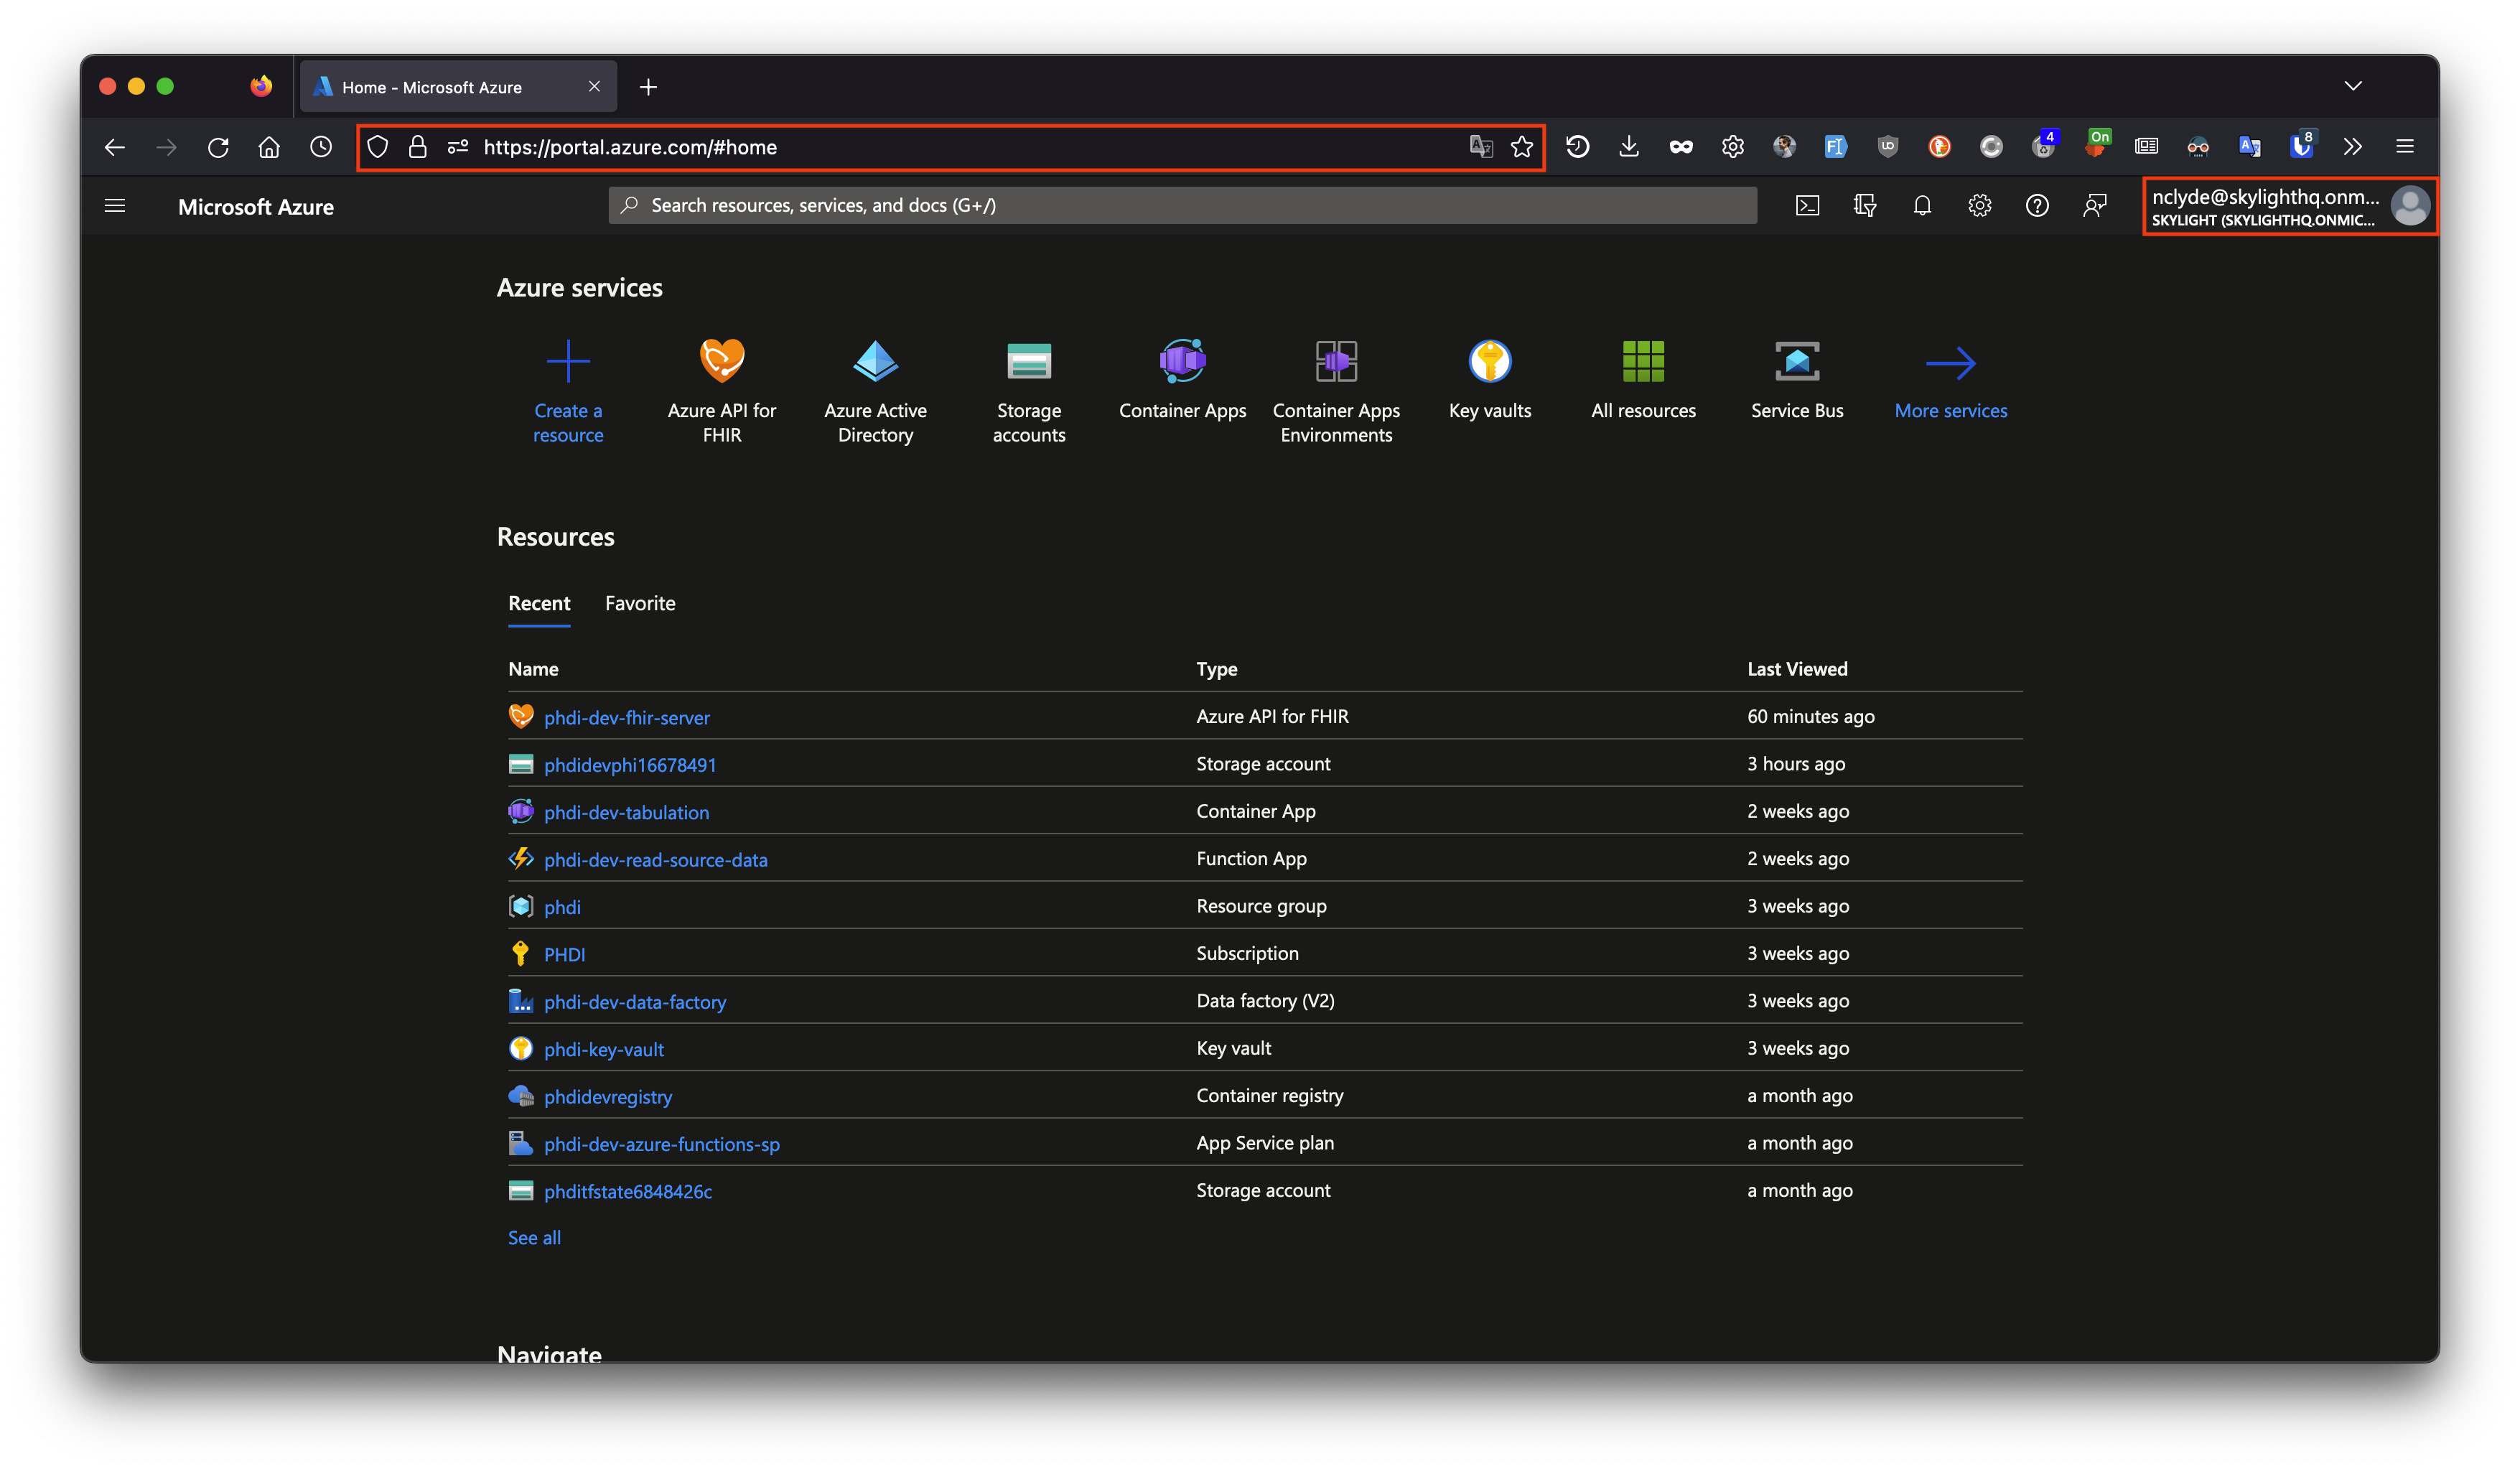 Home - Microsoft Azure
https://portal.azure.com/#home
4
On
8
Microsoft Azure
Search resources, services, and docs (G+/)
nclyde@skylighthq.onm...
SKYLIGHT (SKYLIGHTHQ.ONMIC...
Azure services
Create a resource
Azure API for FHIR
Azure Active Directory
Storage accounts
Container Apps
Container Apps Environments
Key vaults
All resources
Service Bus
More services
Resources
Recent Favorite
Name Type Last Viewed
phdi-dev-fhir-server Azure API for FHIR 60 minutes ago
phdidevphi16678491 Storage account 3 hours ago
phdi-dev-tabulation Container App 2 weeks ago
phdi-dev-read-source-data Function App 2 weeks ago
phdi Resource group 3 weeks ago
PHDI Subscription 3 weeks ago
phdi-dev-data-factory Data factory (V2) 3 weeks ago
phdi-key-vault Key vault 3 weeks ago
phdidevregistry Container registry a month ago
phdi-dev-azure-functions-sp App Service plan a month ago
phditfstate6848426c Storage account a month ago
See all
Navigate